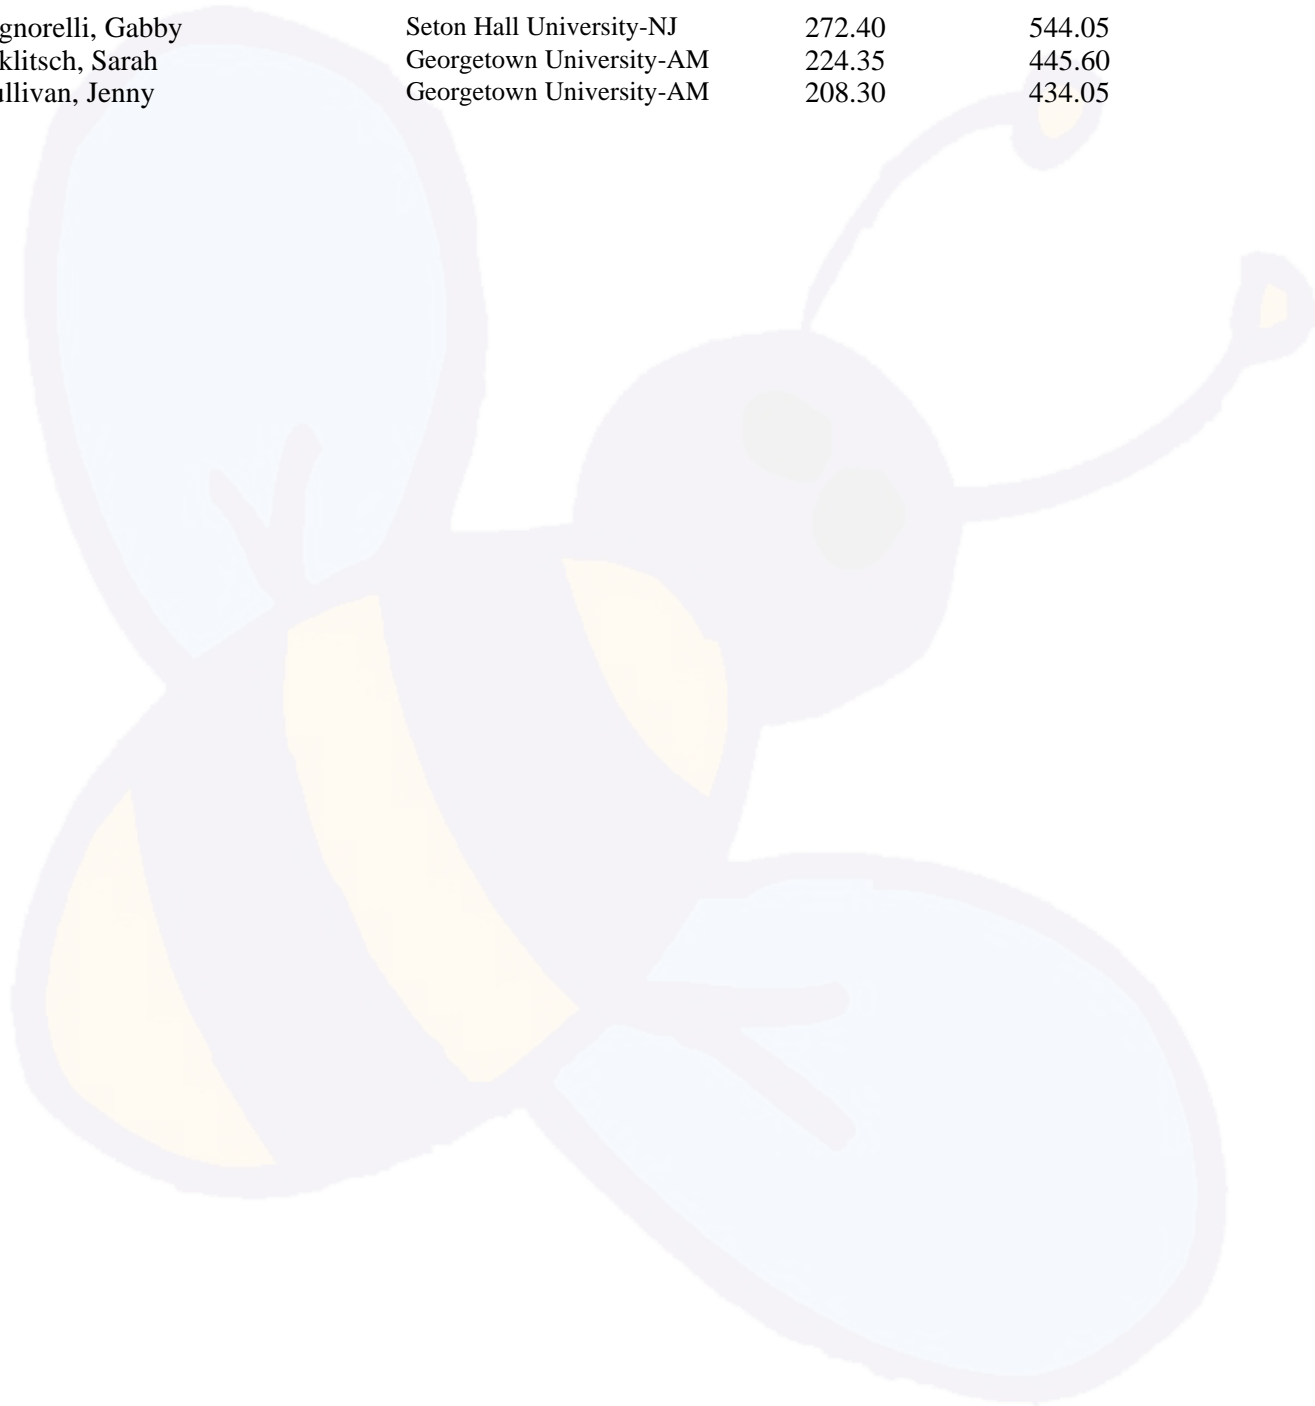 gnorelli, Gabby Seton Hall University-NJ 272.40 544.05
klitsch, Sarah Georgetown University-AM 224.35 445.60
ullivan, Jenny Georgetown University-AM 208.30 434.05